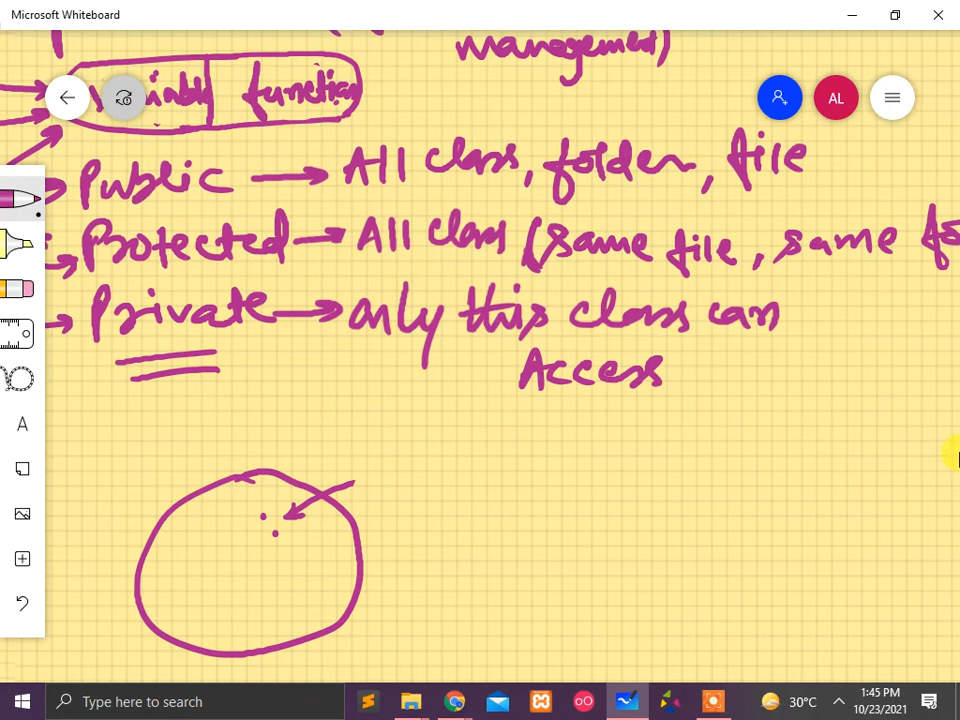 Microsoft Whiteboard
management)
variable function
AL
Public → All class, folder, file
Protected → All class (same file, same fo
Private → only this class can
Access
A
Type here to search
30°C
1:45 PM
10/23/2021